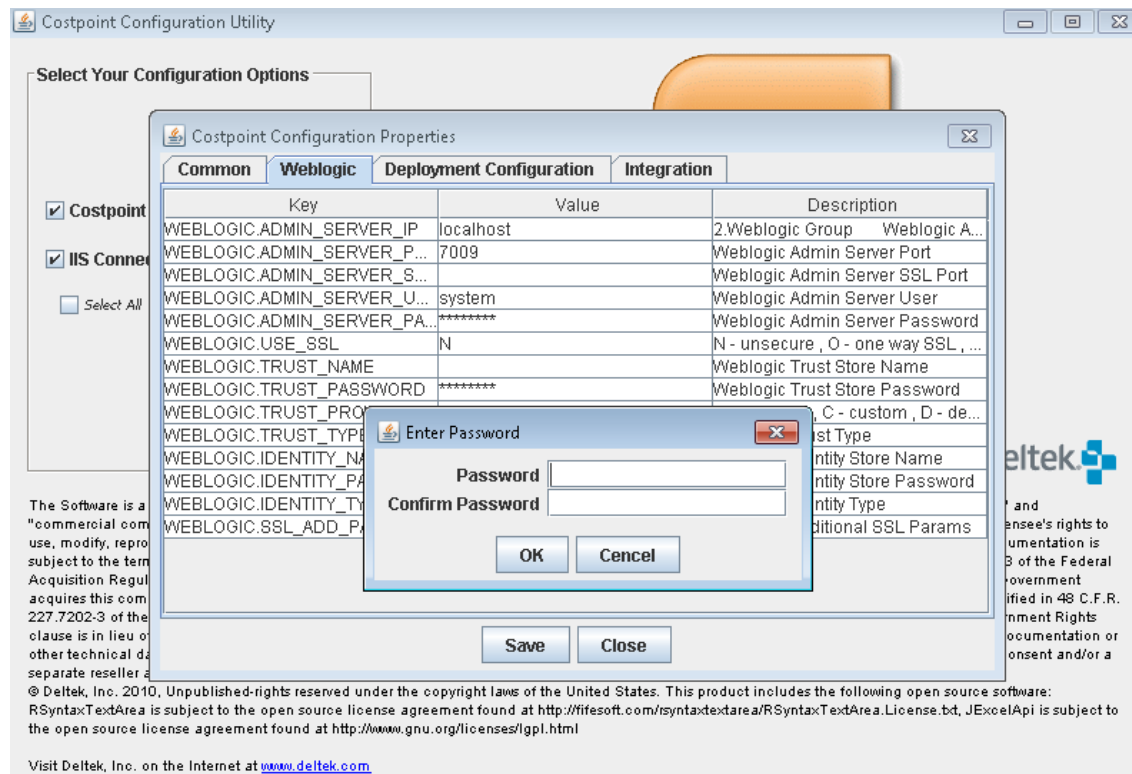 Costpoint Configuration Utility
Select Your Configuration Options
Costpoint
IIS Connec
Select All
Costpoint Configuration Properties
Common Weblogic Deployment Configuration Integration
Key Value Description
WEBLOGIC.ADMIN_SERVER_IP localhost 2.Weblogic Group Weblogic A...
WEBLOGIC.ADMIN_SERVER_P... 7009 Weblogic Admin Server Port
WEBLOGIC.ADMIN_SERVER_S... Weblogic Admin Server SSL Port
WEBLOGIC.ADMIN_SERVER_U... system Weblogic Admin Server User
WEBLOGIC.ADMIN_SERVER_PA... ******** Weblogic Admin Server Password
WEBLOGIC.USE_SSL N N - unsecure , O - one way SSL , ...
WEBLOGIC.TRUST_NAME Weblogic Trust Store Name
WEBLOGIC.TRUST_PASSWORD ******** Weblogic Trust Store Password
WEBLOGIC.TRUST_PRO , C - custom , D - de...
WEBLOGIC.TRUST_TYPE ust Type
WEBLOGIC.IDENTITY_NA ntity Store Name
WEBLOGIC.IDENTITY_PA ntity Store Password
WEBLOGIC.IDENTITY_TY ntity Type
WEBLOGIC.SSL_ADD_PA ditional SSL Params
Enter Password
Password
Confirm Password
OK Cencel
Save Close
eltek.
The Software is a " and
"commercial com ensee's rights to
use, modify, repro umentation is
subject to the term 3 of the Federal
Acquisition Regul overnment
acquires this com ified in 48 C.F.R.
227.7202-3 of the rnment Rights
clause is in lieu o ocumentation or
other technical da onsent and/or a
separate reseller a
© Deltek, Inc. 2010, Unpublished-rights reserved under the copyright laws of the United States. This product includes the following open source software:
RSyntaxTextArea is subject to the open source license agreement found at http://fifesoft.com/rsyntaxtextarea/RSyntaxTextArea.License.txt, JExcelApi is subject to
the open source license agreement found at http://www.gnu.org/licenses/lgpl.html
Visit Deltek, Inc. on the Internet at www.deltek.com